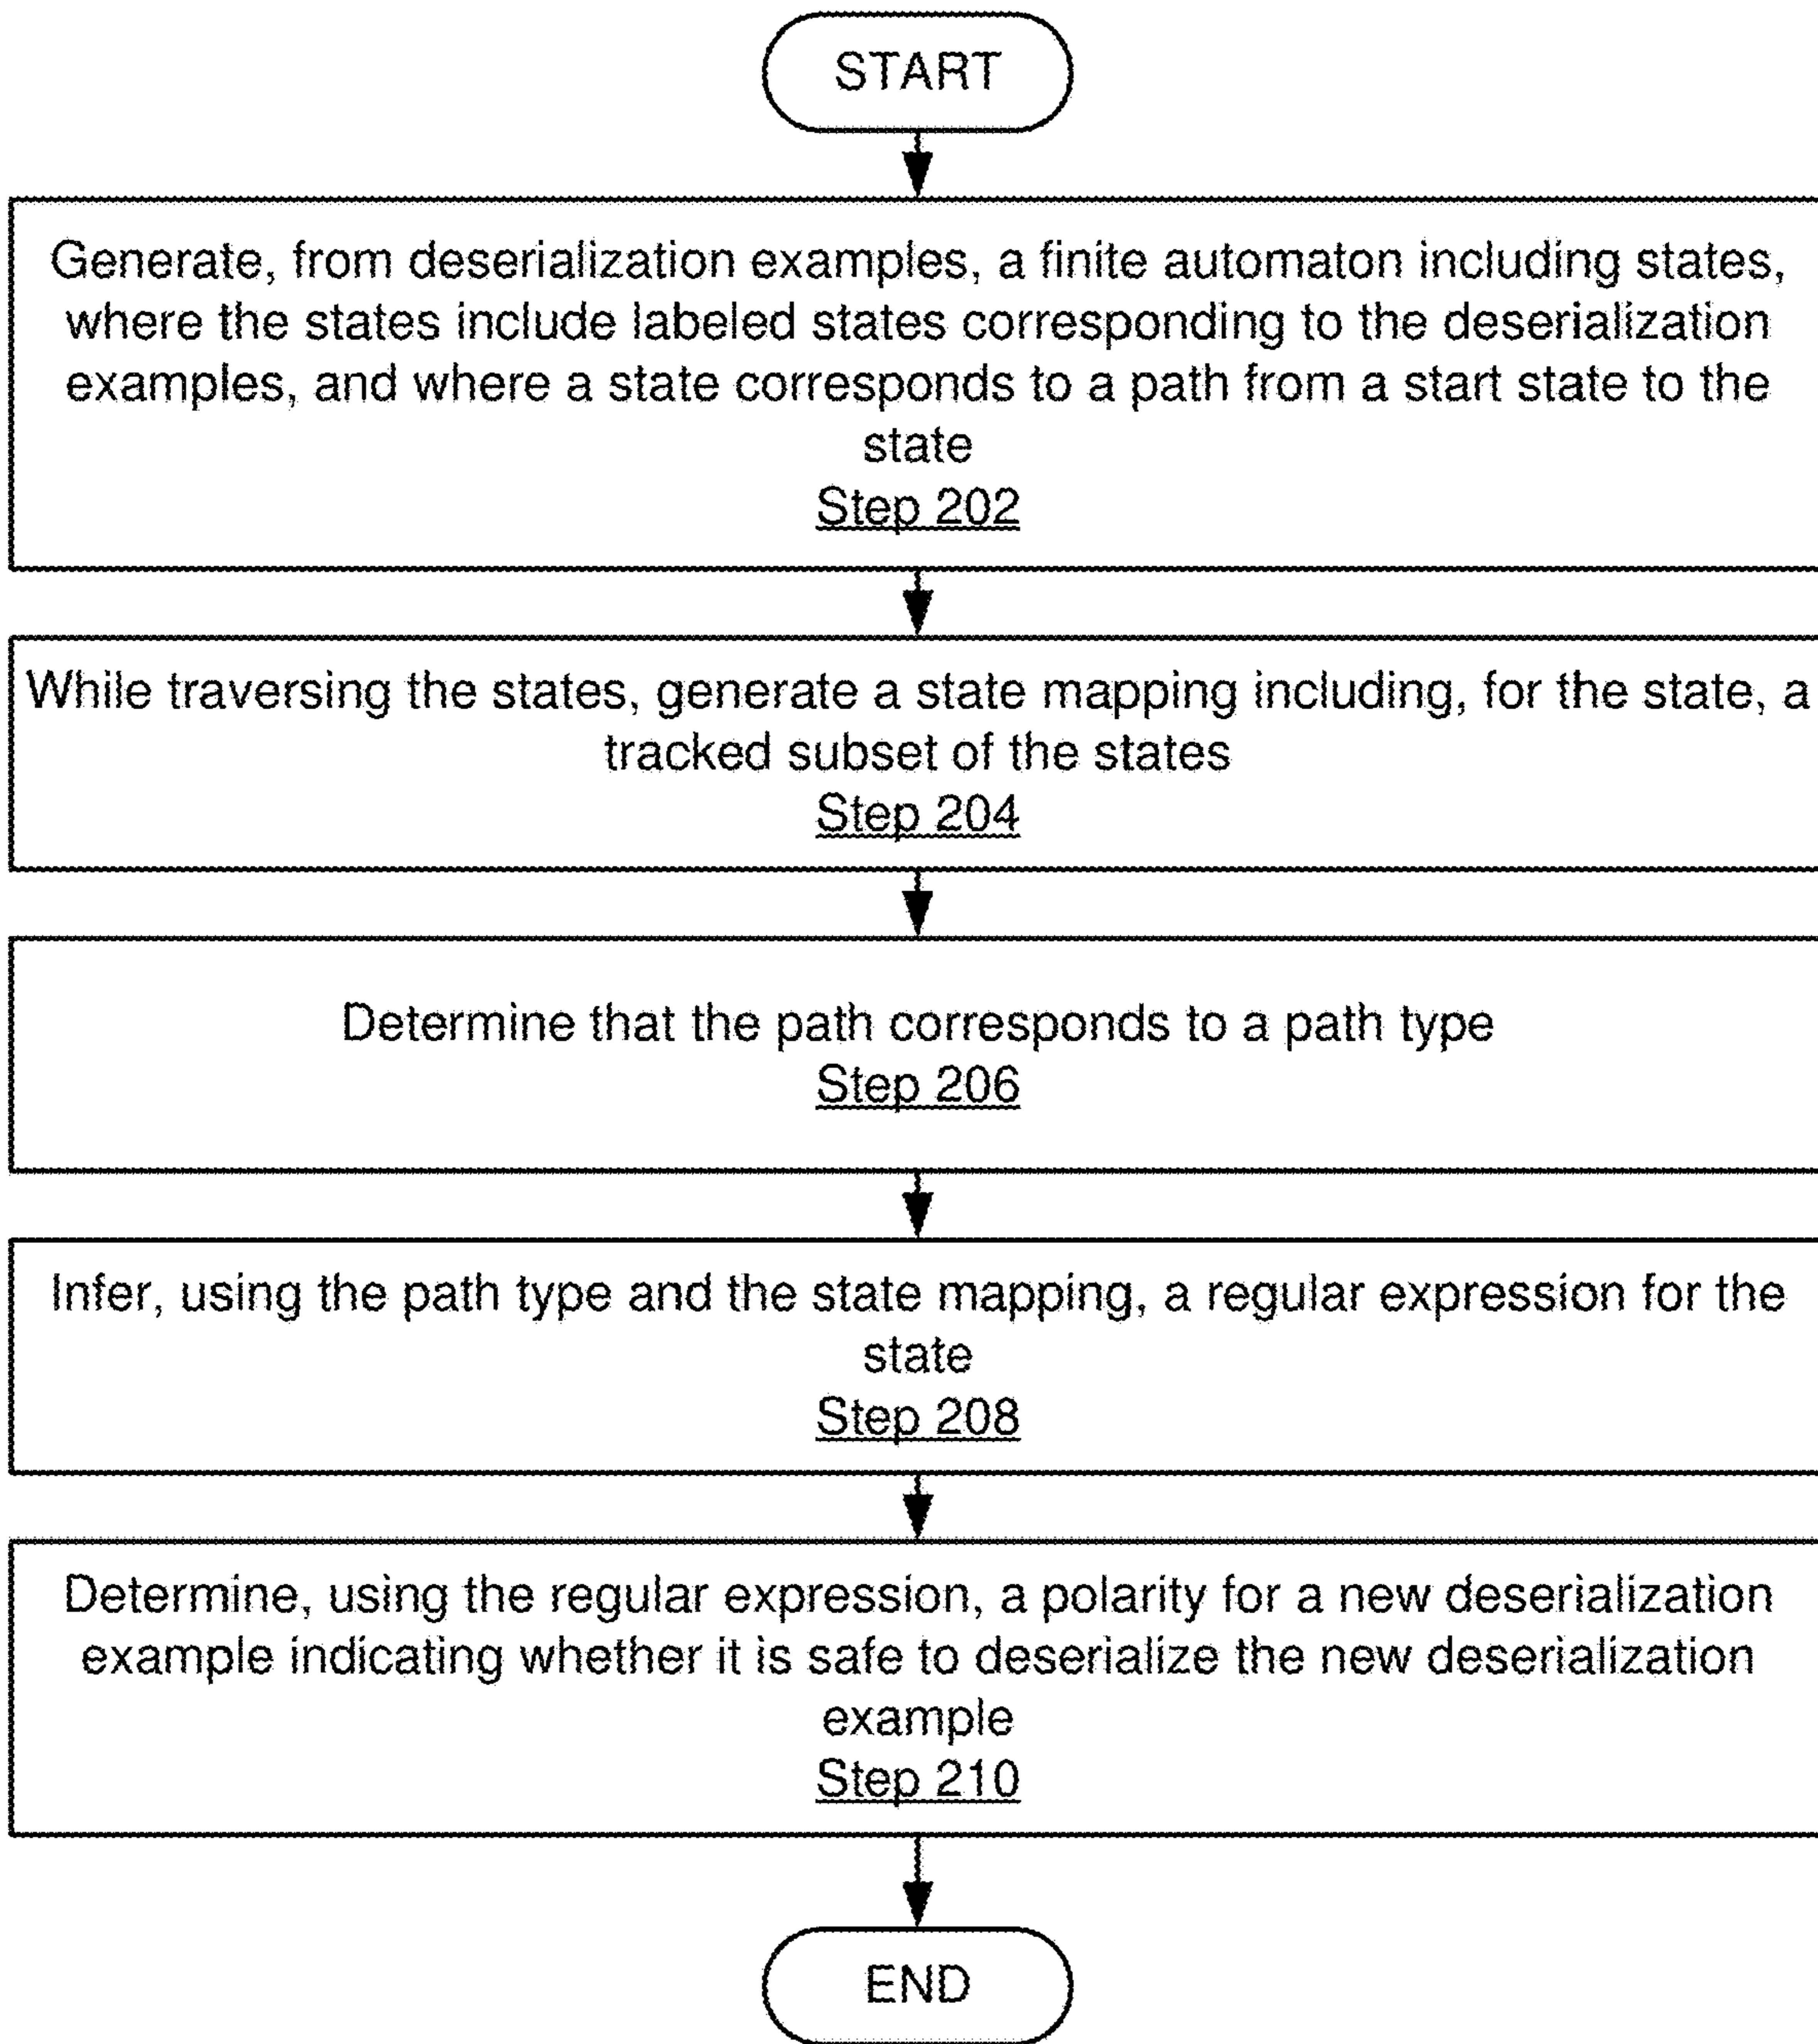 START
Generate, from deserialization examples, a finite automaton including states,
where the states include labeled states corresponding to the deserialization
examples, and where a state corresponds to a path from a start state to the
state
Step 202
While traversing the states, generate a state mapping including, for the state, a
tracked subset of the states
Step 204
Determine that the path corresponds to a path type
Step 206
Infer, using the path type and the state mapping, a regular expression for the
state
Step 208
Determine, using the regular expression, a polarity for a new deserialization
example indicating whether it is safe to deserialize the new deserialization
example
Step 210
END